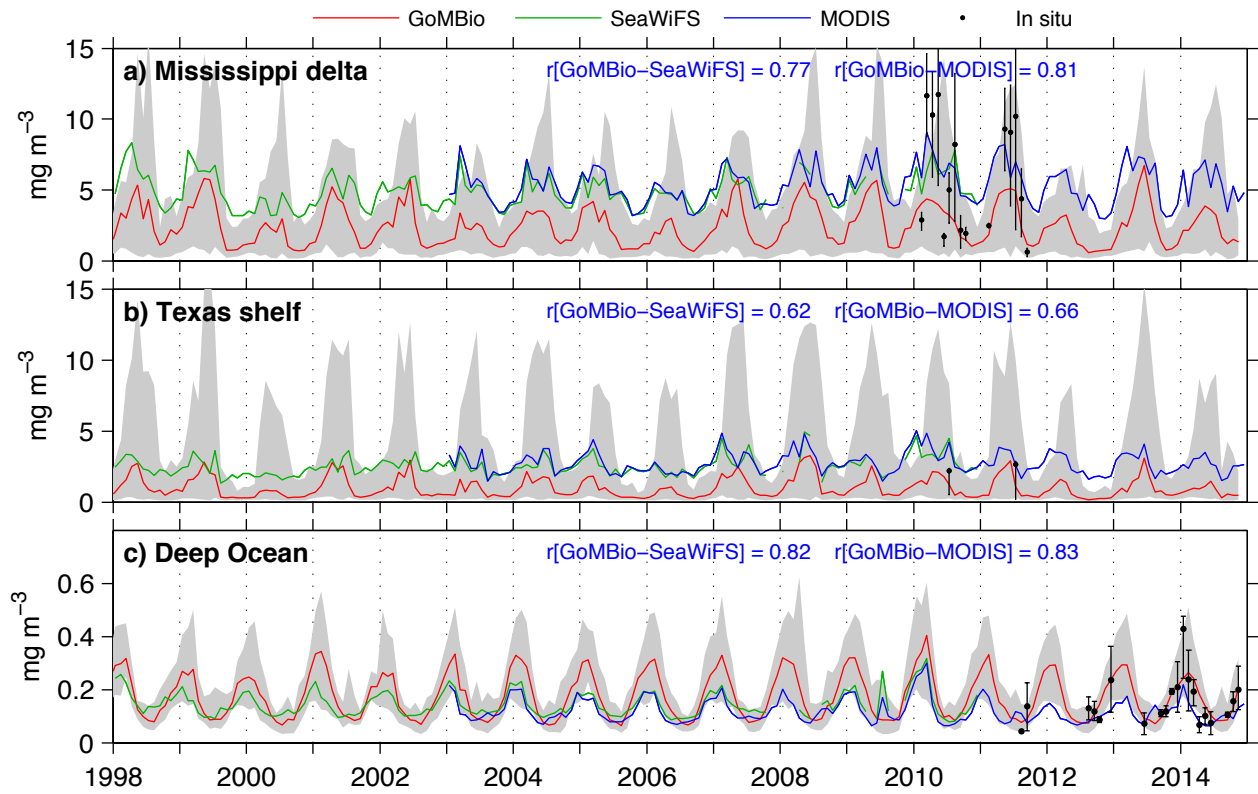 GoMBio SeaWiFS MODIS In situ
a) Mississippi delta r[GoMBio−SeaWiFS] = 0.77 r[GoMBio−MODIS] = 0.81
15
10
5
0
mg m−3
b) Texas shelf r[GoMBio−SeaWiFS] = 0.62 r[GoMBio−MODIS] = 0.66
15
10
5
0
mg m−3
c) Deep Ocean r[GoMBio−SeaWiFS] = 0.82 r[GoMBio−MODIS] = 0.83
0.6
0.4
0.2
0
mg m−3
1998 2000 2002 2004 2006 2008 2010 2012 2014